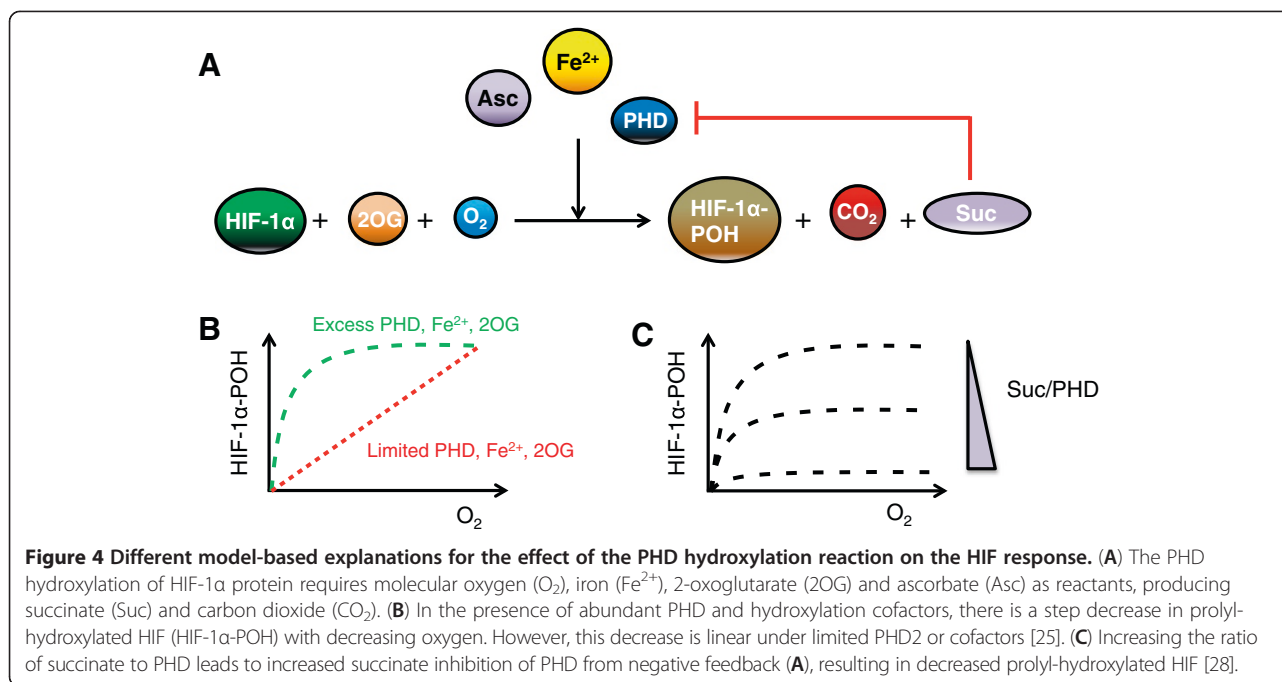 A
Fe²⁺
Asc
PHD
HIF-1α + 2OG + O₂ HIF-1α-POH + CO₂ + Suc
B
Excess PHD, Fe²⁺, 2OG
HIF-1α-POH
Limited PHD, Fe²⁺, 2OG
O₂
C
HIF-1α-POH
Suc/PHD
O₂
Figure 4 Different model-based explanations for the effect of the PHD hydroxylation reaction on the HIF response. (A) The PHD
hydroxylation of HIF-1α protein requires molecular oxygen (O₂), iron (Fe²⁺), 2-oxoglutarate (2OG) and ascorbate (Asc) as reactants, producing
succinate (Suc) and carbon dioxide (CO₂). (B) In the presence of abundant PHD and hydroxylation cofactors, there is a step decrease in prolyl-
hydroxylated HIF (HIF-1α-POH) with decreasing oxygen. However, this decrease is linear under limited PHD2 or cofactors [25]. (C) Increasing the ratio
of succinate to PHD leads to increased succinate inhibition of PHD from negative feedback (A), resulting in decreased prolyl-hydroxylated HIF [28].